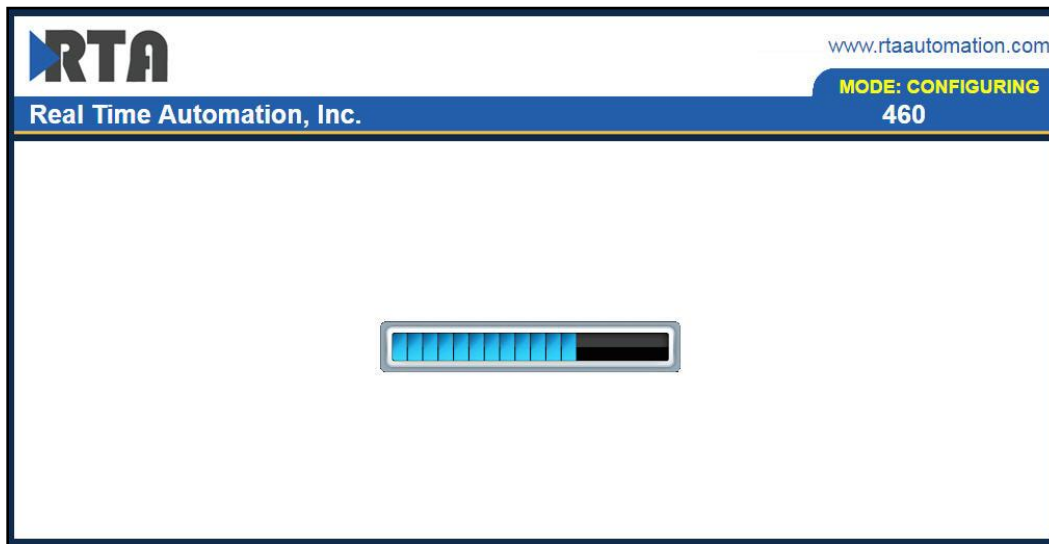 RTA
www.rtaautomation.com
MODE: CONFIGURING
Real Time Automation, Inc.
460